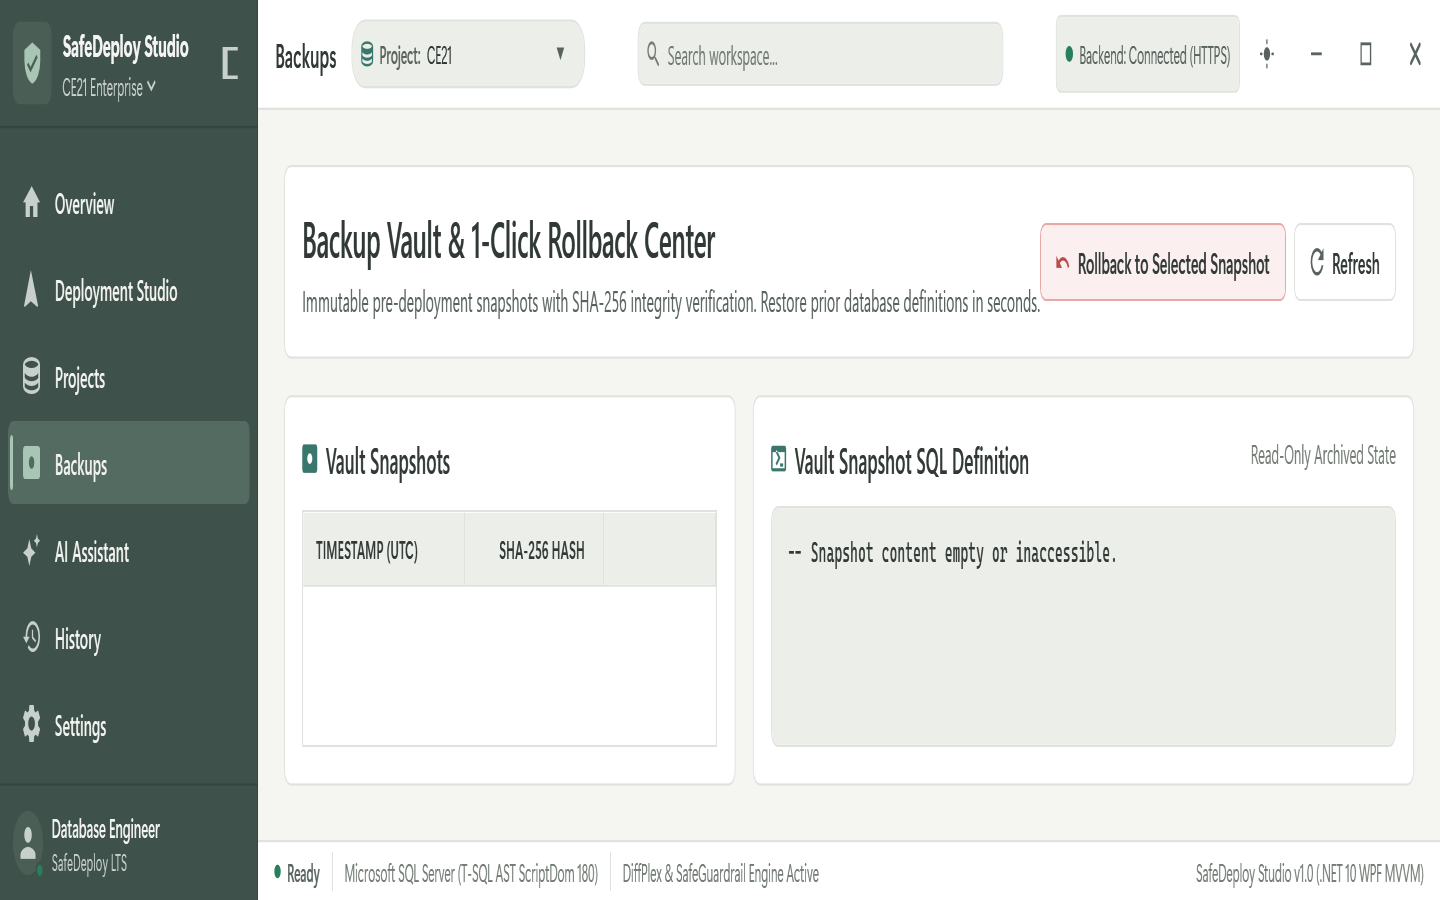 SafeDeploy Studio
CE21 Enterprise
Overview
Deployment Studio
Projects
Backups
AI Assistant
History
Settings
Database Engineer
SafeDeploy LTS
Backups
Project: CE21
Search workspace...
Backend: Connected (HTTPS)
Backup Vault & 1-Click Rollback Center
Immutable pre-deployment snapshots with SHA-256 integrity verification. Restore prior database definitions in seconds.
Rollback to Selected Snapshot
Refresh
Vault Snapshots
TIMESTAMP (UTC) SHA-256 HASH
Vault Snapshot SQL Definition
Read-Only Archived State
-- Snapshot content empty or inaccessible.
Ready
Microsoft SQL Server (T-SQL AST ScriptDom 180)
DiffPlex & SafeGuardrail Engine Active
SafeDeploy Studio v1.0 (.NET 10 WPF MVVM)